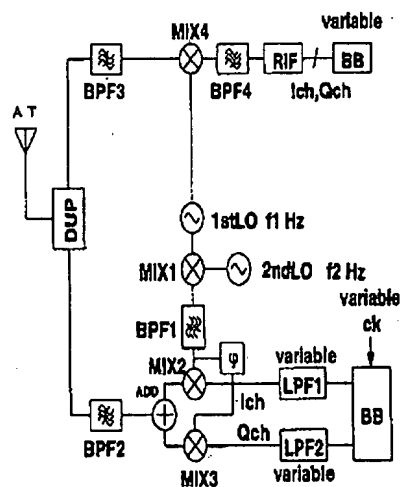 variable
MIX4
BPF3
BPF4
RIF
BB
Ich,Qch
A T
DUP
1stLO f1 Hz
MIX1
2ndLO f2 Hz
BPF1
variable
ck
MIX2
φ
variable
ADD
LPF1
Ich
BB
BPF2
Qch
LPF2
MIX3
variable